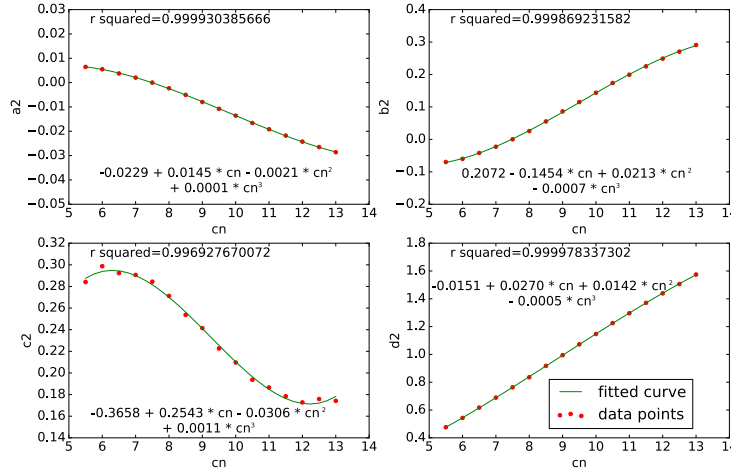 r squared=0.999930385666
0.03
0.02
0.01
0.00
−0.01
−0.02
−0.03
−0.04
−0.05
a2
-0.0229 + 0.0145 * cn - 0.0021 * cn²
+ 0.0001 * cn³
5 6 7 8 9 10 11 12 13 14
cn
r squared=0.999869231582
0.4
0.3
0.2
0.1
0.0
−0.1
−0.2
b2
0.2072 - 0.1454 * cn + 0.0213 * cn²
- 0.0007 * cn³
5 6 7 8 9 10 11 12 13 14
cn
r squared=0.996927670072
0.32
0.30
0.28
0.26
0.24
0.22
0.20
0.18
0.16
0.14
c2
-0.3658 + 0.2543 * cn - 0.0306 * cn²
+ 0.0011 * cn³
5 6 7 8 9 10 11 12 13 14
cn
r squared=0.999978337302
1.8
1.6
1.4
1.2
1.0
0.8
0.6
0.4
d2
-0.0151 + 0.0270 * cn + 0.0142 * cn²
- 0.0005 * cn³
fitted curve
data points
5 6 7 8 9 10 11 12 13 14
cn